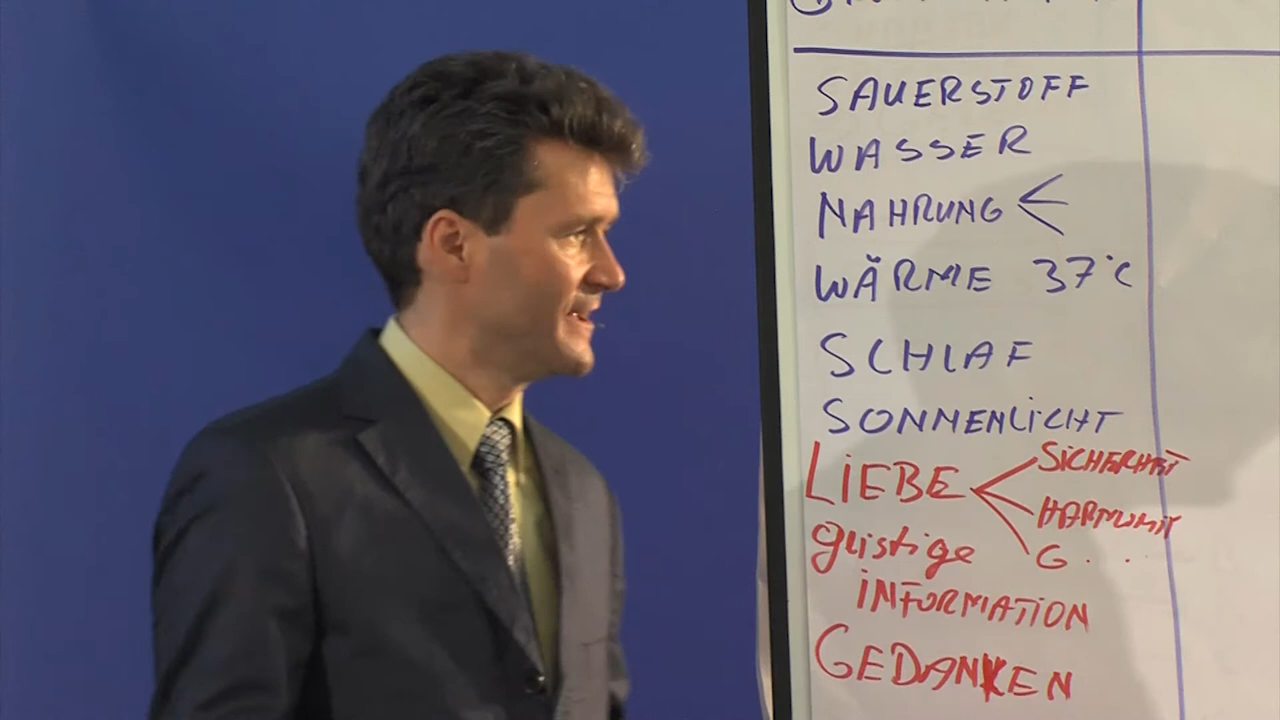 SAUERSTOFF
WASSER
NAHRUNG
WÄRME 37°C
SCHLAF
SONNENLICHT
LIEBE
SICHERHEIT
HARMONIE
geistige
G....
INFORMATION
GEDANKEN